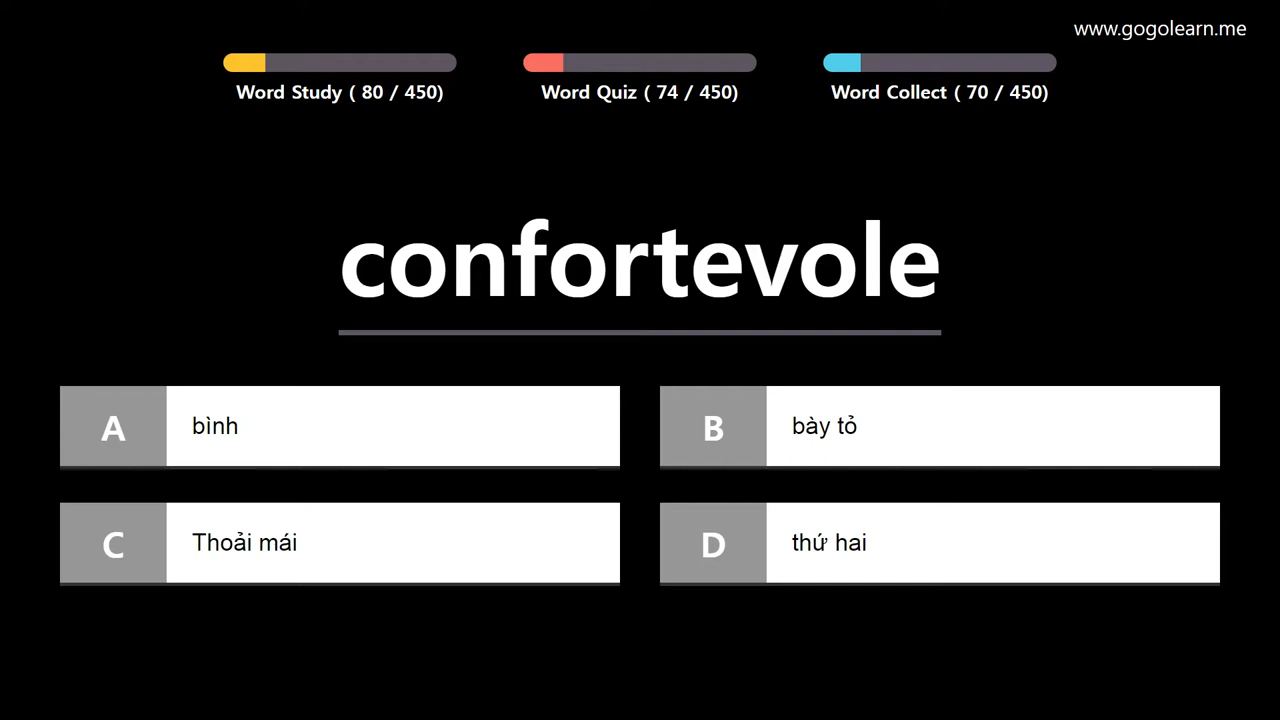 www.gogolearn.me
Word Study ( 80 / 450)
Word Quiz ( 74 / 450)
Word Collect ( 70 / 450)
confortevole
A bình
B bày tỏ
C Thoải mái
D thứ hai